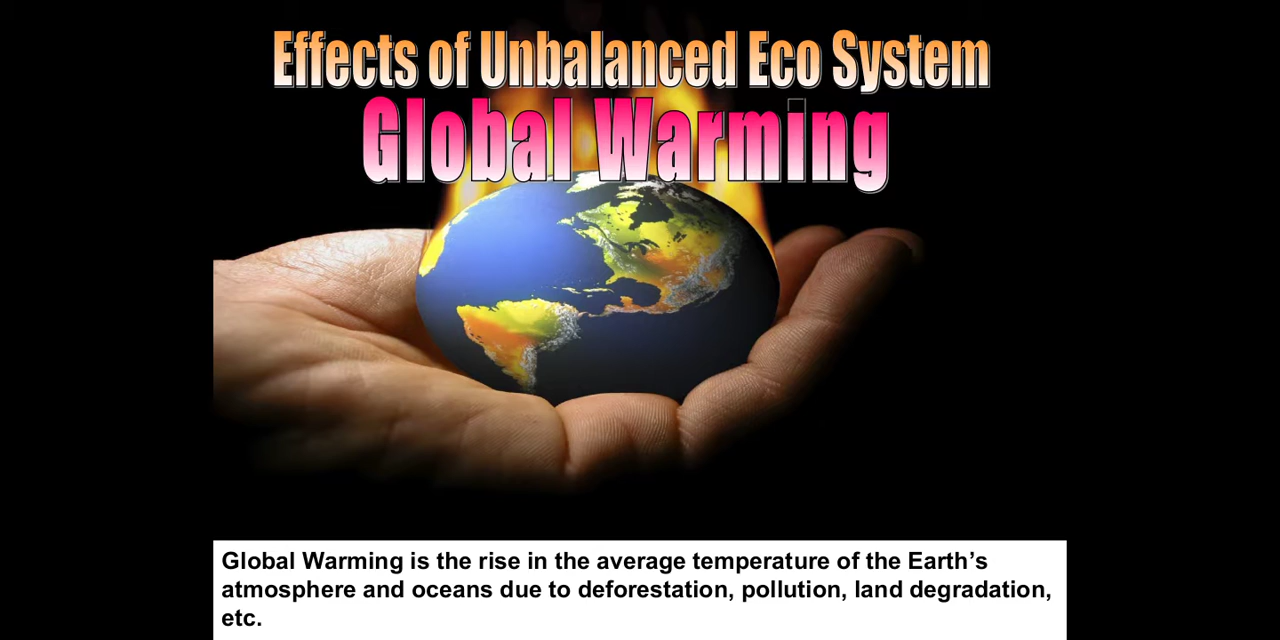 Effects of Unbalanced Eco System
Global Warming
Global Warming is the rise in the average temperature of the Earth’s
atmosphere and oceans due to deforestation, pollution, land degradation,
etc.